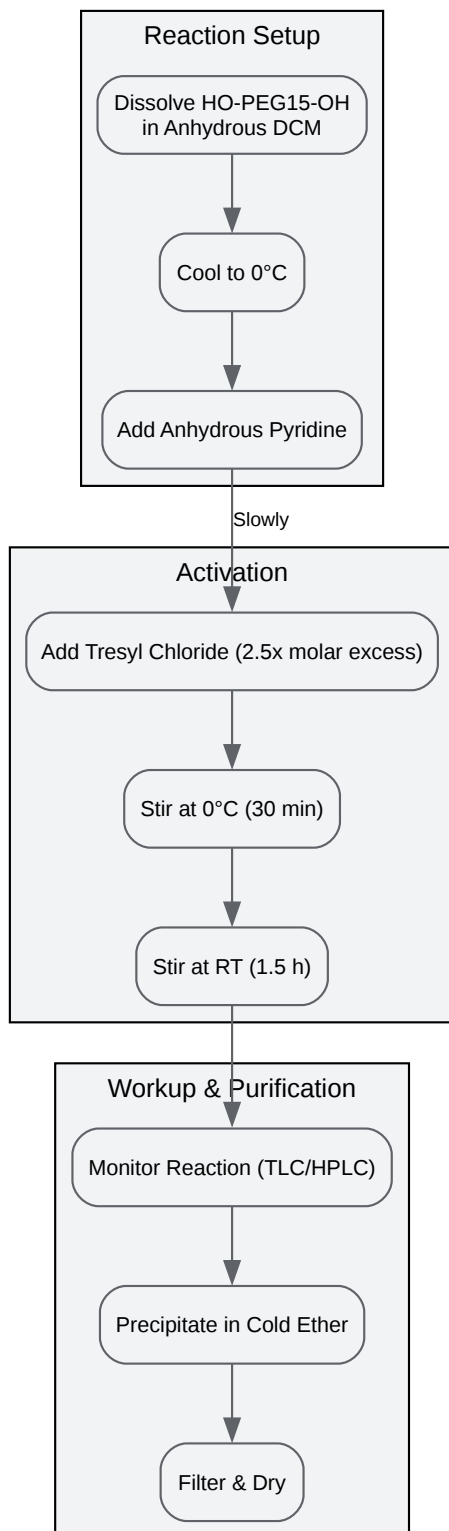 Reaction Setup
Dissolve HO-PEG15-OH
in Anhydrous DCM
Cool to 0°C
Add Anhydrous Pyridine
Slowly
Activation
Add Tresyl Chloride (2.5x molar excess)
Stir at 0°C (30 min)
Stir at RT (1.5 h)
Workup & Purification
Monitor Reaction (TLC/HPLC)
Precipitate in Cold Ether
Filter & Dry